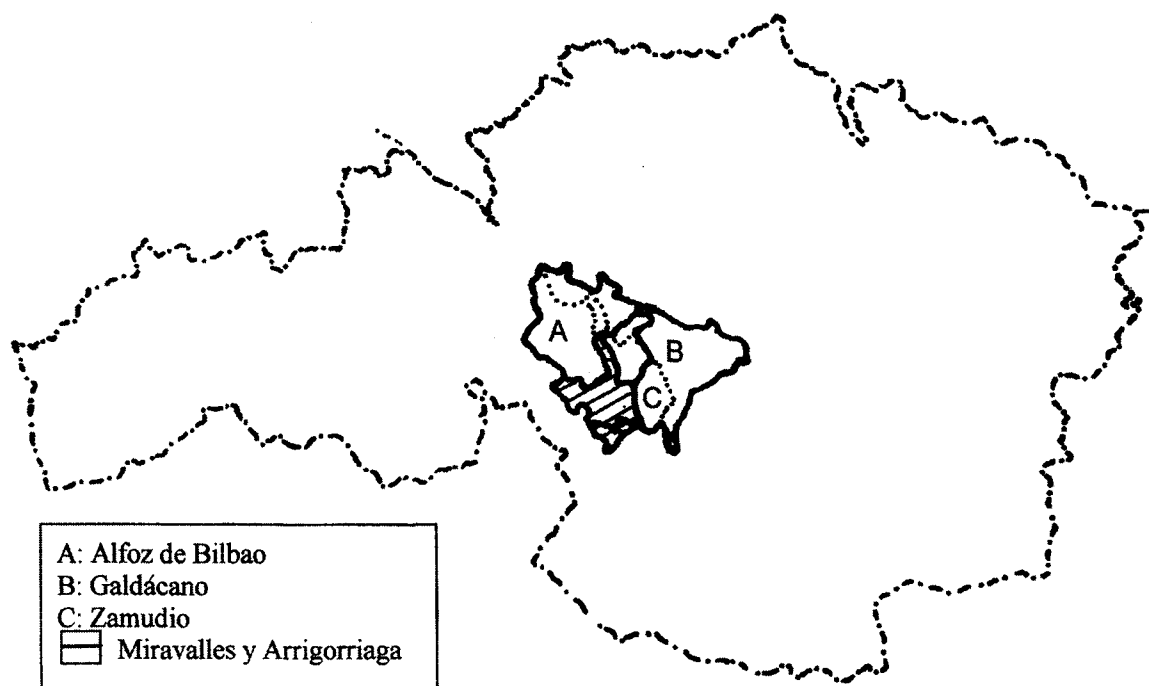 A
B
C
A: Alfoz de Bilbao
B: Galdácano
C: Zamudio
Miravalles y Arrigorriaga